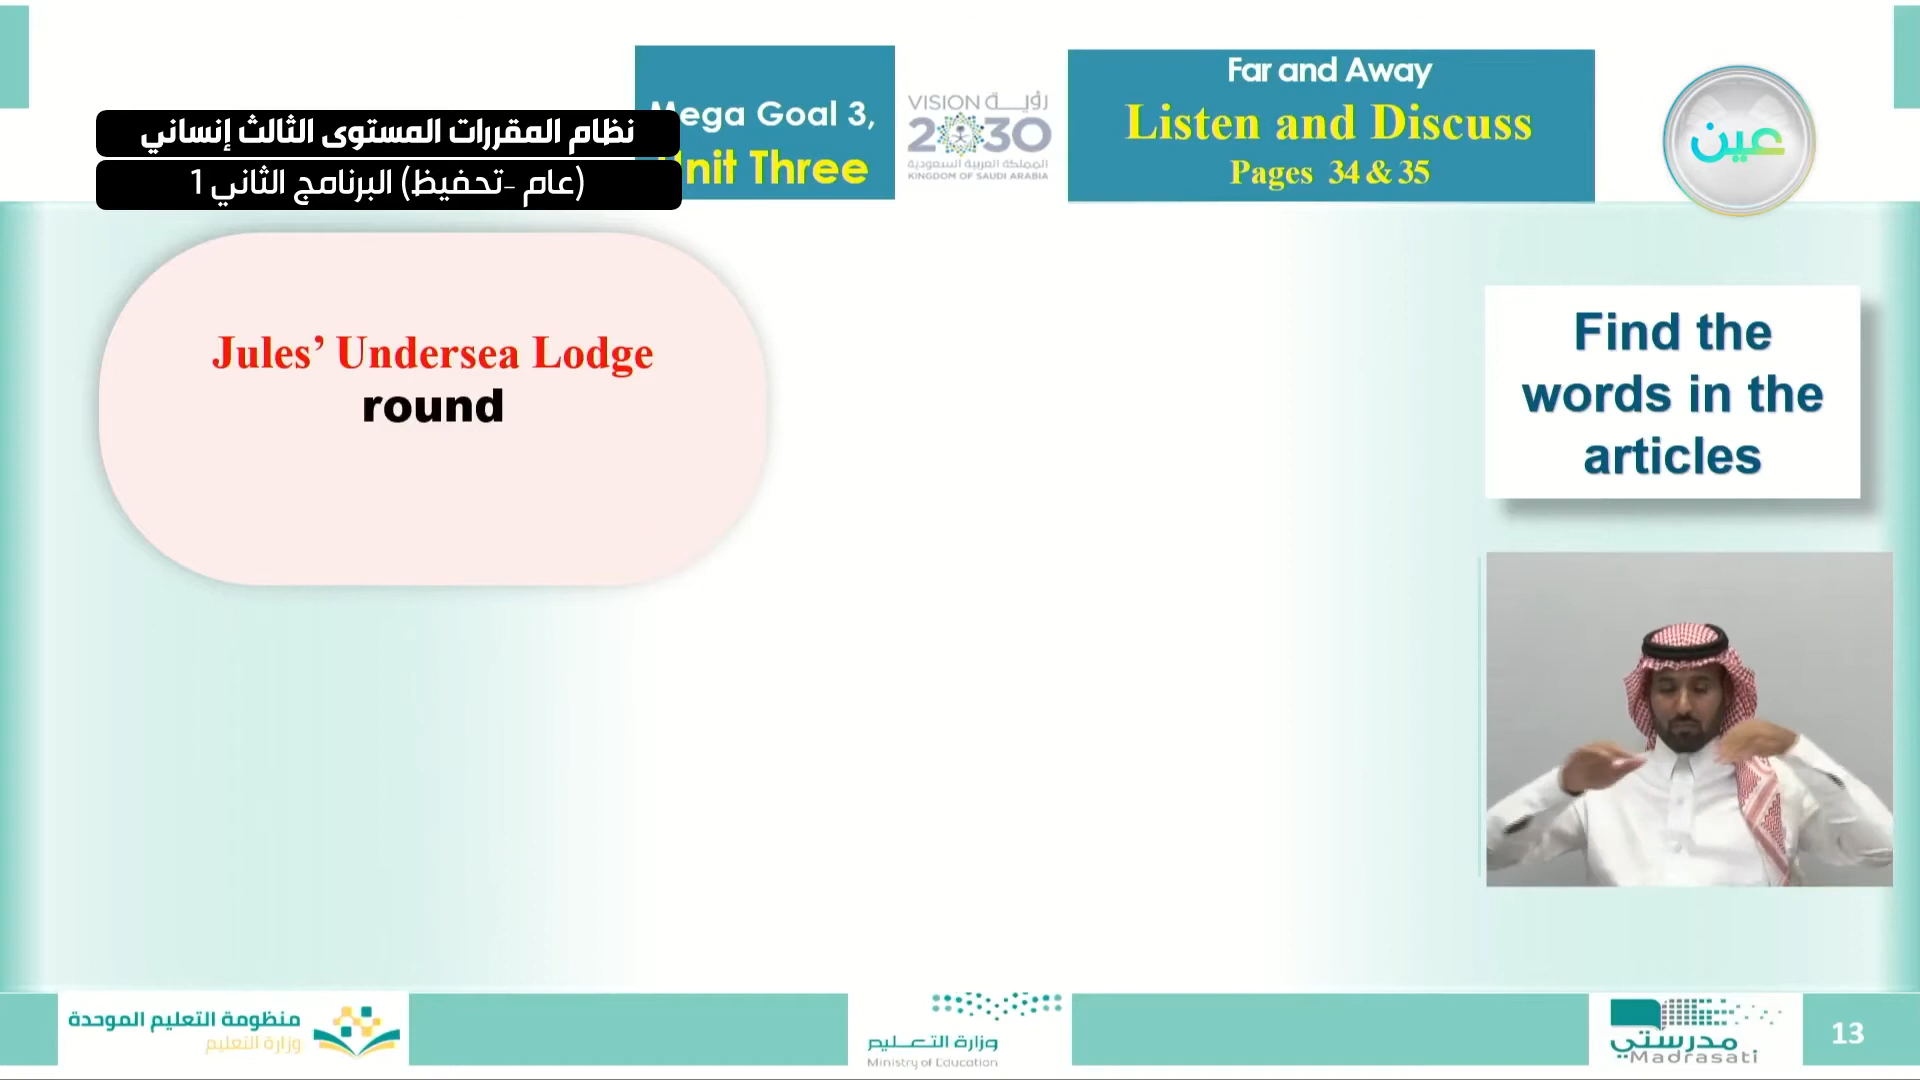 Mega Goal 3,
Unit Three
نظام المقررات المستوى الثالث إنساني
(عام -تحفيظ) البرنامج الثاني 1
VISION رؤية
2030
المملكة العربية السعودية
KINGDOM OF SAUDI ARABIA
Far and Away
Listen and Discuss
Pages 34 & 35
عين
Jules’ Undersea Lodge
round
Find the
words in the
articles
منظومة التعليم الموحدة
وزارة التعليم
وزارة التعليم
Ministry of Education
مدرستي
Madrasati
13